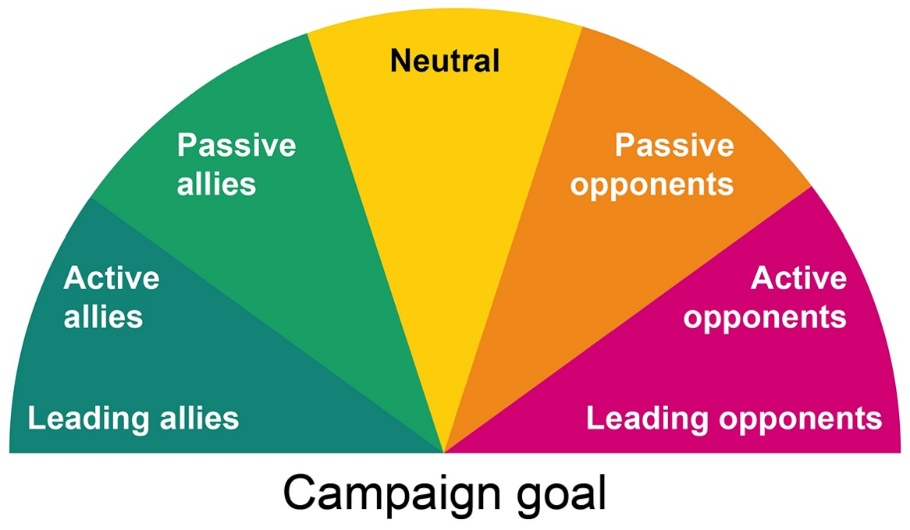 Neutral
Passive
allies
Passive
opponents
Active
allies
Active
opponents
Leading allies
Leading opponents
Campaign goal